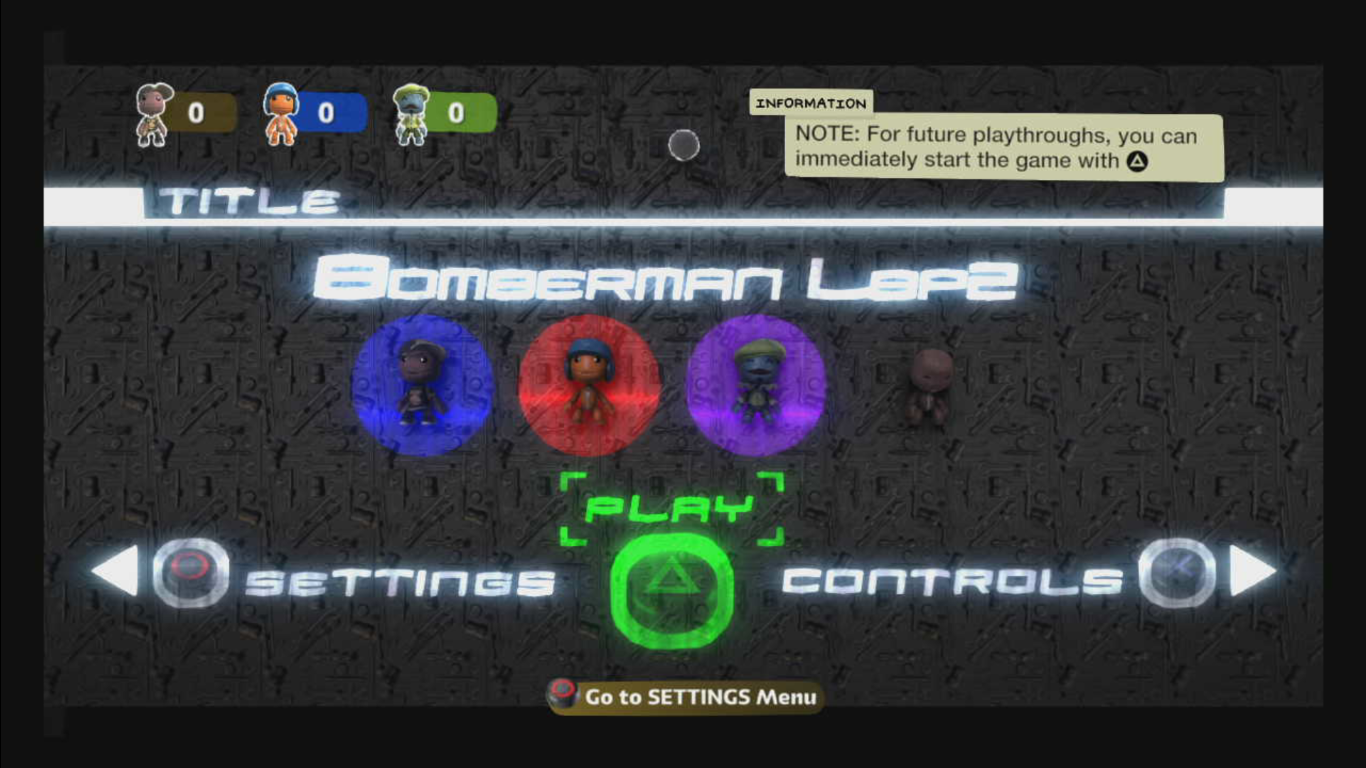 0 0 0
INFORMATION
NOTE: For future playthroughs, you can
immediately start the game with
TITLE
BOMBERMAN LBP2
PLAY
SETTINGS
CONTROLS
Go to SETTINGS Menu